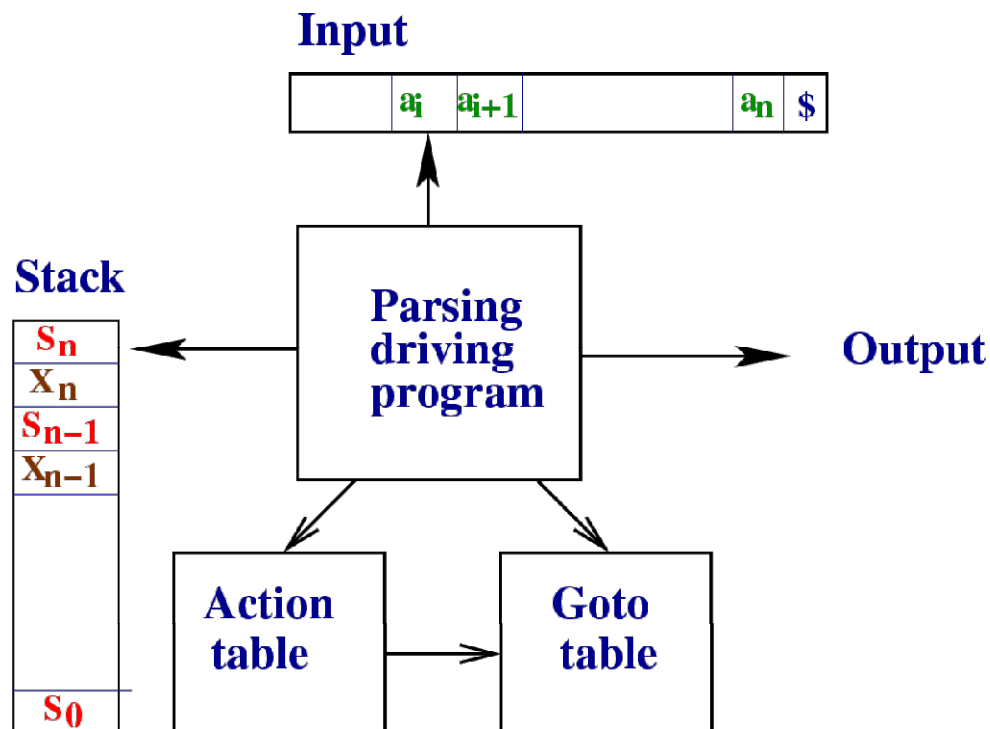 Input
ai ai+1 an $
Stack
Sn
Xn
Sn−1
Xn−1
S0
Parsing
driving
program
Output
Action
table
Goto
table